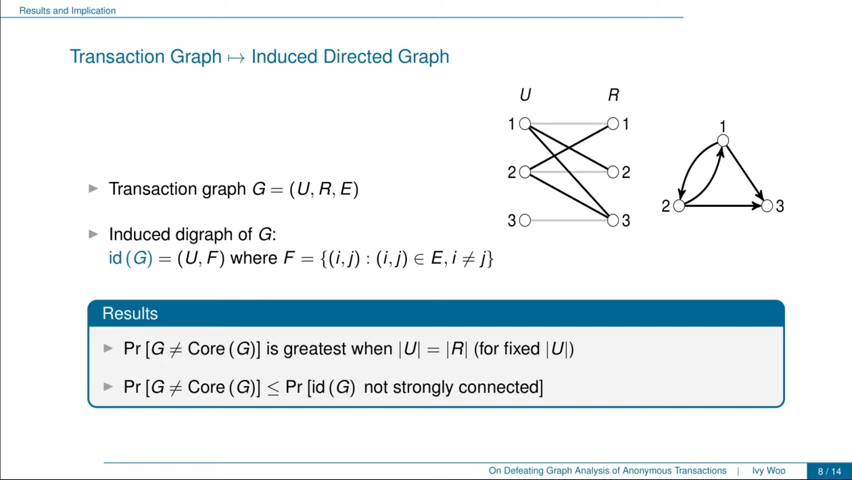 Results and Implication
Transaction Graph ↦ Induced Directed Graph
U R
1 1
2 2
3 3
1
2 3
Transaction graph G = (U, R, E)
Induced digraph of G:
id (G) = (U, F) where F = {(i, j) : (i, j) ∈ E, i ≠ j}
Results
Pr [G ≠ Core (G)] is greatest when |U| = |R| (for fixed |U|)
Pr [G ≠ Core (G)] ≤ Pr [id (G) not strongly connected]
On Defeating Graph Analysis of Anonymous Transactions | Ivy Woo 8 / 14